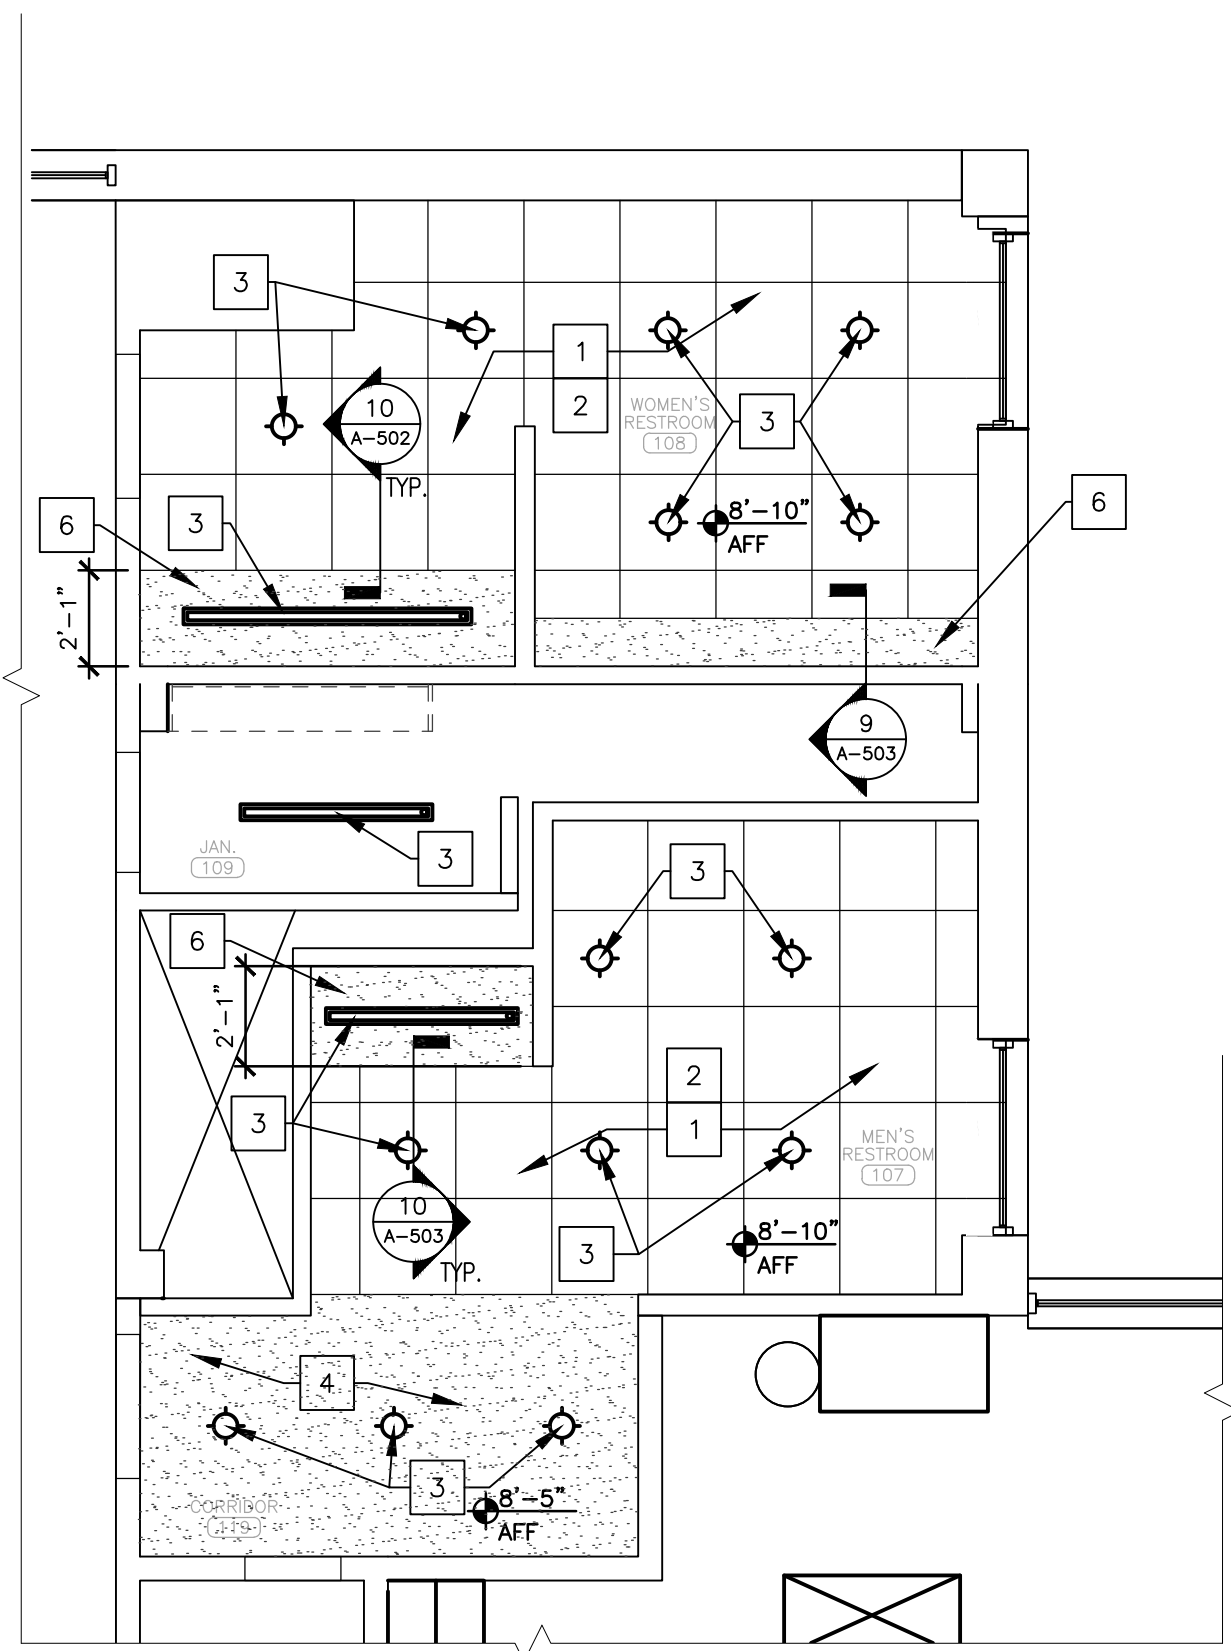 3
1
2
10
A-502
TYP.
WOMEN'S
RESTROOM
108
3
6
3
6
8'-10"
AFF
2'-1"
9
A-503
JAN.
109
3
3
6
2'-1"
3
2
1
MEN'S
RESTROOM
107
10
A-503
TYP.
3
8'-10"
AFF
4
3
8'-5"
AFF
CORRIDOR
119